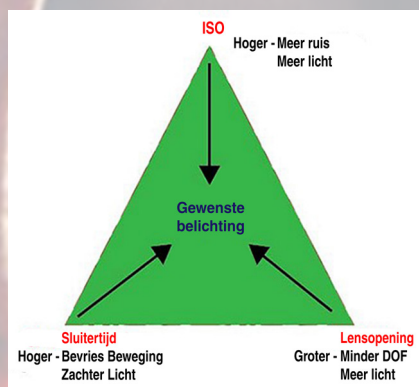 ISO
Hoger - Meer ruis
Meer licht
Gewenste
belichting
Sluitertijd
Hoger - Bevries Beweging
Zachter Licht
Lensopening
Groter - Minder DOF
Meer licht